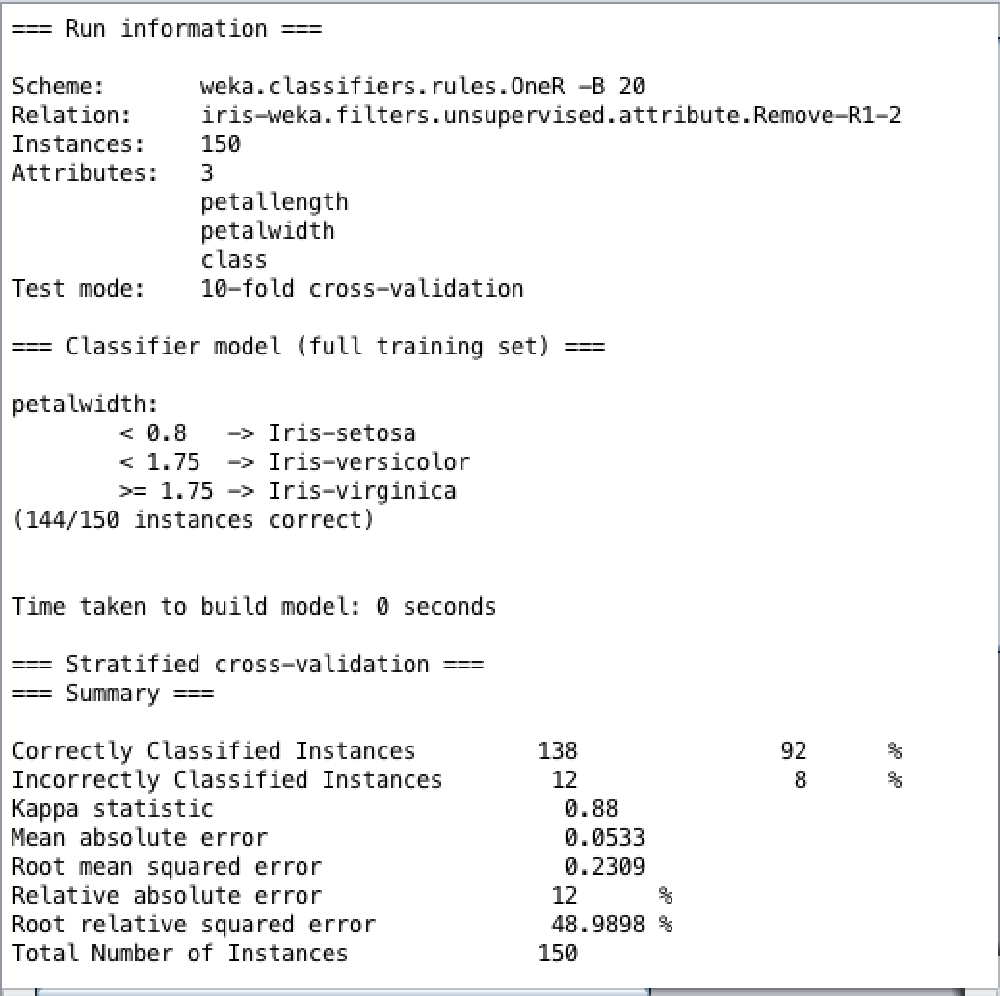 === Run information ===
Scheme: weka.classifiers.rules.OneR -B 20
Relation: iris-weka.filters.unsupervised.attribute.Remove-R1-2
Instances: 150
Attributes: 3
petallength
petalwidth
class
Test mode: 10-fold cross-validation
=== Classifier model (full training set) ===
petalwidth:
< 0.8 -> Iris-setosa
< 1.75 -> Iris-versicolor
>= 1.75 -> Iris-virginica
(144/150 instances correct)
Time taken to build model: 0 seconds
=== Stratified cross-validation ===
=== Summary ===
Correctly Classified Instances 138 92 %
Incorrectly Classified Instances 12 8 %
Kappa statistic 0.88
Mean absolute error 0.0533
Root mean squared error 0.2309
Relative absolute error 12 %
Root relative squared error 48.9898 %
Total Number of Instances 150